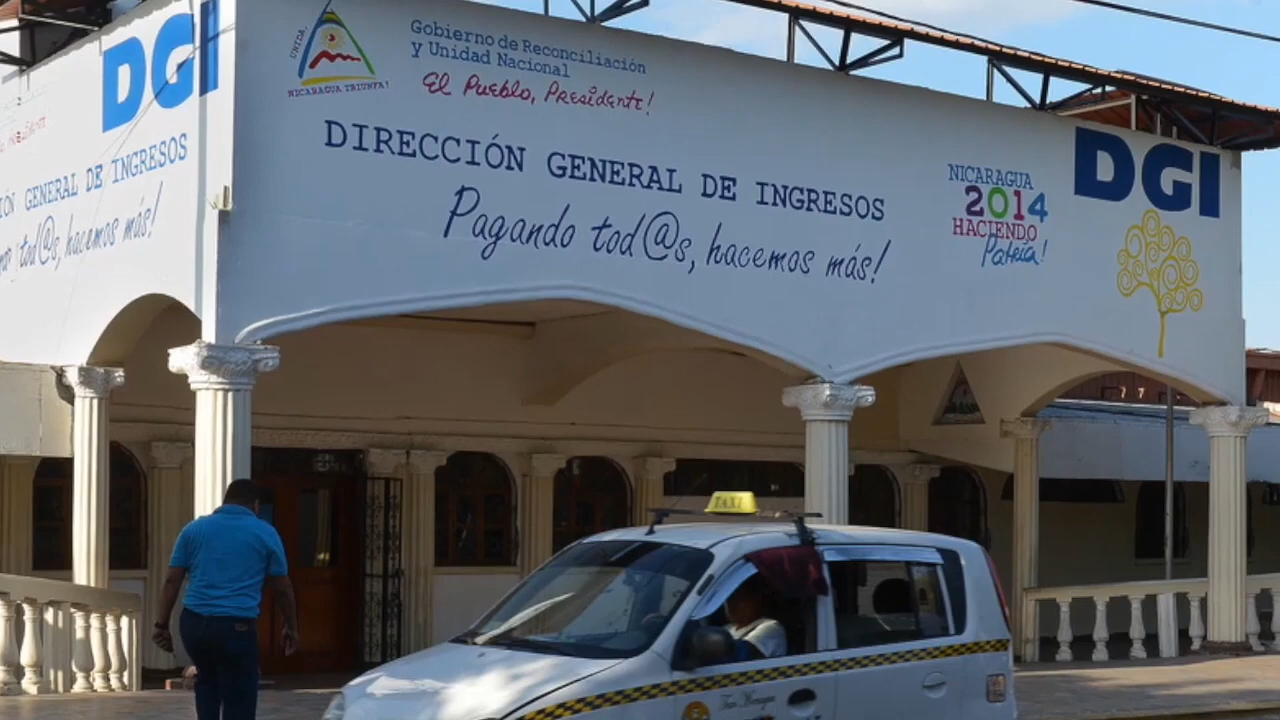 DGI
GENERAL DE INGRESOS
tod@s, hacemos más!
UNIDA,
NICARAGUA TRIUNFA!
Gobierno de Reconciliación
y Unidad Nacional
El Pueblo, Presidente!
DIRECCIÓN GENERAL DE INGRESOS
Pagando tod@s, hacemos más!
NICARAGUA
2014
HACIENDO
Patria!
DGI
TAXI